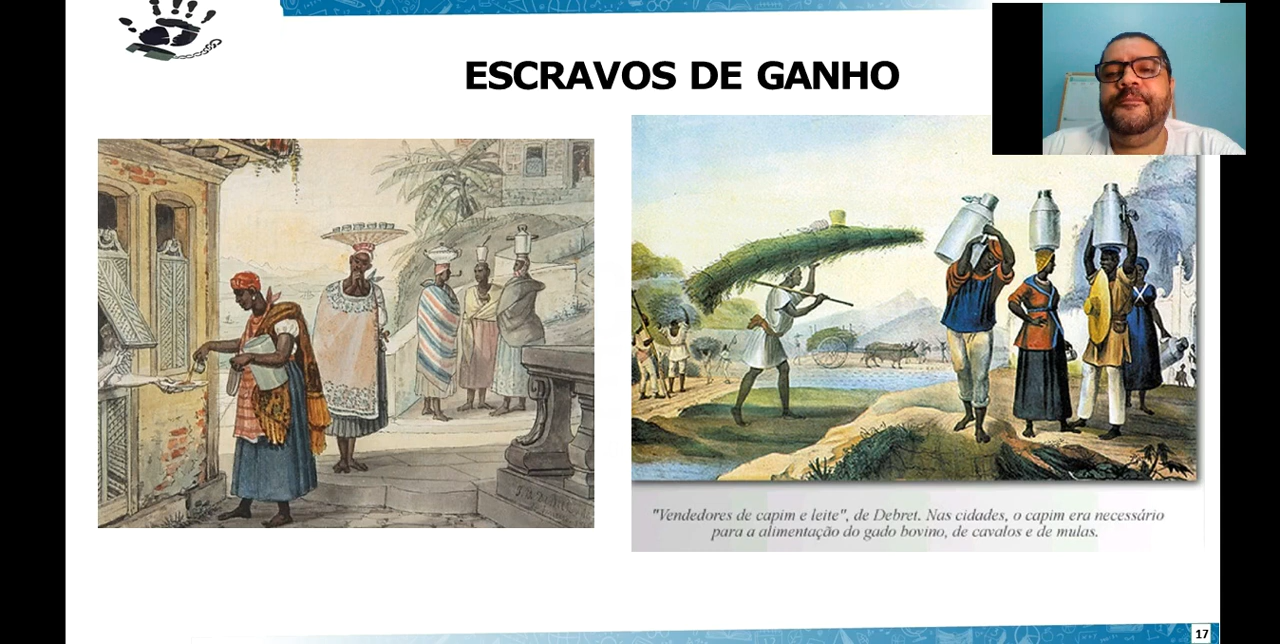 ESCRAVOS DE GANHO
"Vendedores de capim e leite", de Debret. Nas cidades, o capim era necessário
para a alimentação do gado bovino, de cavalos e de mulas.
17